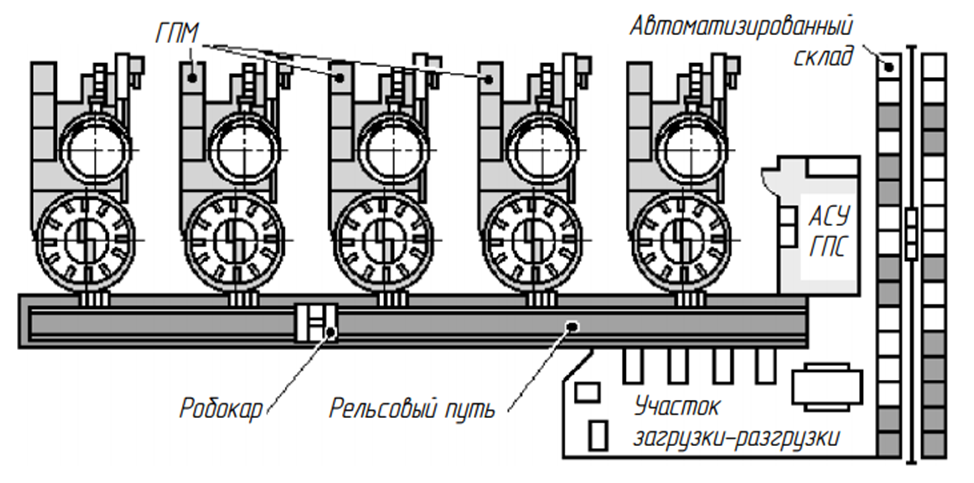 ГПМ
Автоматизированный
склад
АСУ
ГПС
Робокар
Рельсовый путь
Участок
загрузки-разгрузки